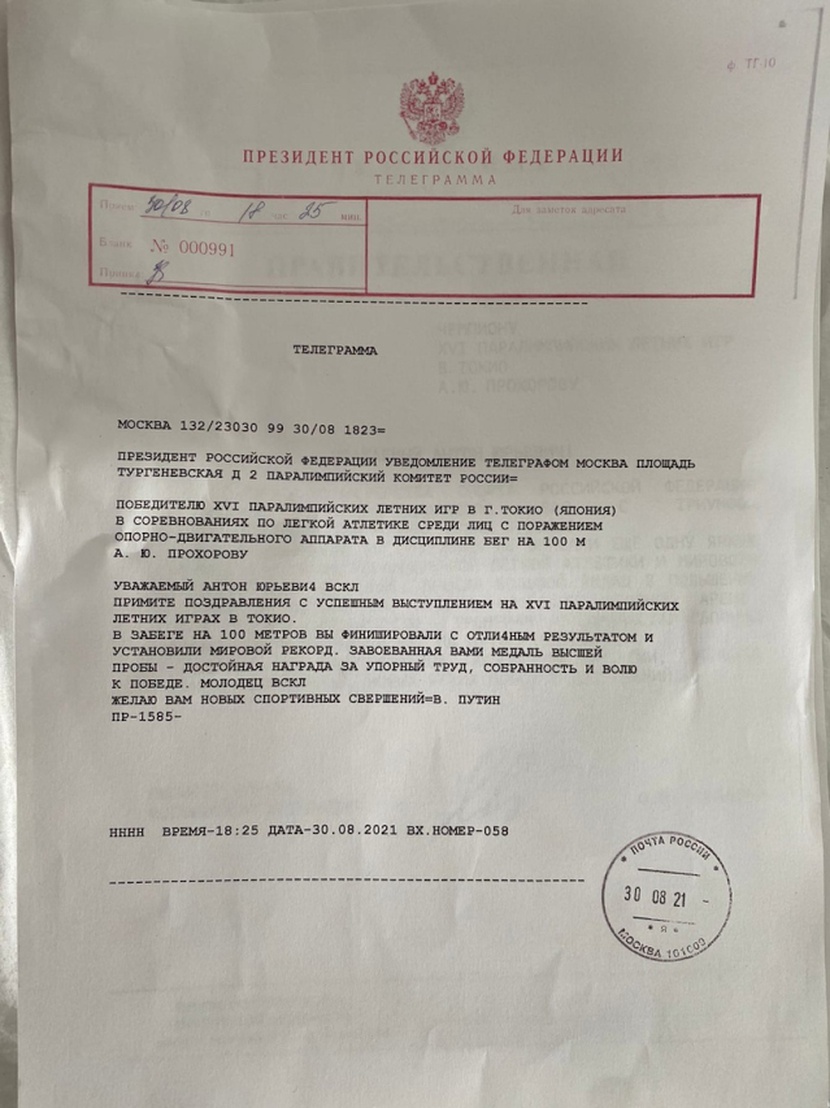 ф ТГ-10
ПРЕЗИДЕНТ РОССИЙСКОЙ ФЕДЕРАЦИИ
ТЕЛЕГРАММА
Прием 30/08 го 18 час 25 мин.
Для заметок адресата
Бланк № 000991
Принял
ТЕЛЕГРАММА
МОСКВА 132/23030 99 30/08 1823=
ПРЕЗИДЕНТ РОССИЙСКОЙ ФЕДЕРАЦИИ УВЕДОМЛЕНИЕ ТЕЛЕГРАФОМ МОСКВА ПЛОЩАДЬ
ТУРГЕНЕВСКАЯ Д 2 ПАРАЛИМПИЙСКИЙ КОМИТЕТ РОССИИ=
ПОБЕДИТЕЛЮ XVI ПАРАЛИМПИЙСКИХ ЛЕТНИХ ИГР В Г.ТОКИО (ЯПОНИЯ)
В СОРЕВНОВАНИЯХ ПО ЛЕГКОЙ АТЛЕТИКЕ СРЕДИ ЛИЦ С ПОРАЖЕНИЕМ
ОПОРНО-ДВИГАТЕЛЬНОГО АППАРАТА В ДИСЦИПЛИНЕ БЕГ НА 100 М
А. Ю. ПРОХОРОВУ
УВАЖАЕМЫЙ АНТОН ЮРЬЕВИ4 ВСКЛ
ПРИМИТЕ ПОЗДРАВЛЕНИЯ С УСПЕШНЫМ ВЫСТУПЛЕНИЕМ НА XVI ПАРАЛИМПИЙСКИХ
ЛЕТНИХ ИГРАХ В ТОКИО.
В ЗАБЕГЕ НА 100 МЕТРОВ ВЫ ФИНИШИРОВАЛИ С ОТЛИ4НЫМ РЕЗУЛЬТАТОМ И
УСТАНОВИЛИ МИРОВОЙ РЕКОРД. ЗАВОЕВАННАЯ ВАМИ МЕДАЛЬ ВЫСШЕЙ
ПРОБЫ - ДОСТОЙНАЯ НАГРАДА ЗА УПОРНЫЙ ТРУД, СОБРАННОСТЬ И ВОЛЮ
К ПОБЕДЕ. МОЛОДЕЦ ВСКЛ
ЖЕЛАЮ ВАМ НОВЫХ СПОРТИВНЫХ СВЕРШЕНИЙ=В. ПУТИН
ПР-1585-
НННН ВРЕМЯ-18:25 ДАТА-30.08.2021 ВХ.НОМЕР-058
ПОЧТА РОССИИ
30 08 21 -
* Я *
МОСКВА 101000